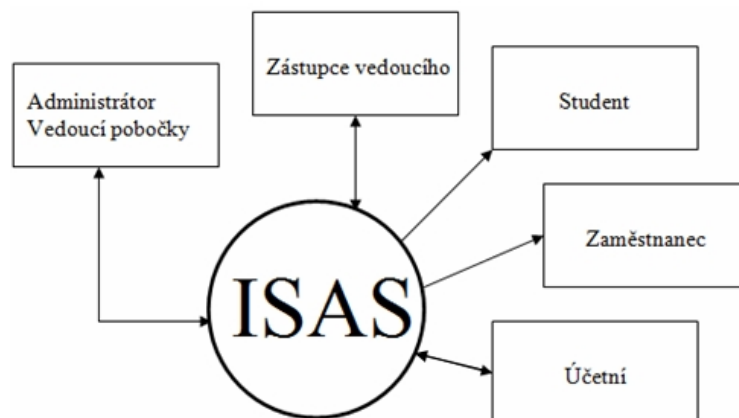 Administrátor
Vedoucí pobočky
Zástupce vedoucího
Student
Zaměstnanec
ISAS
Účetní